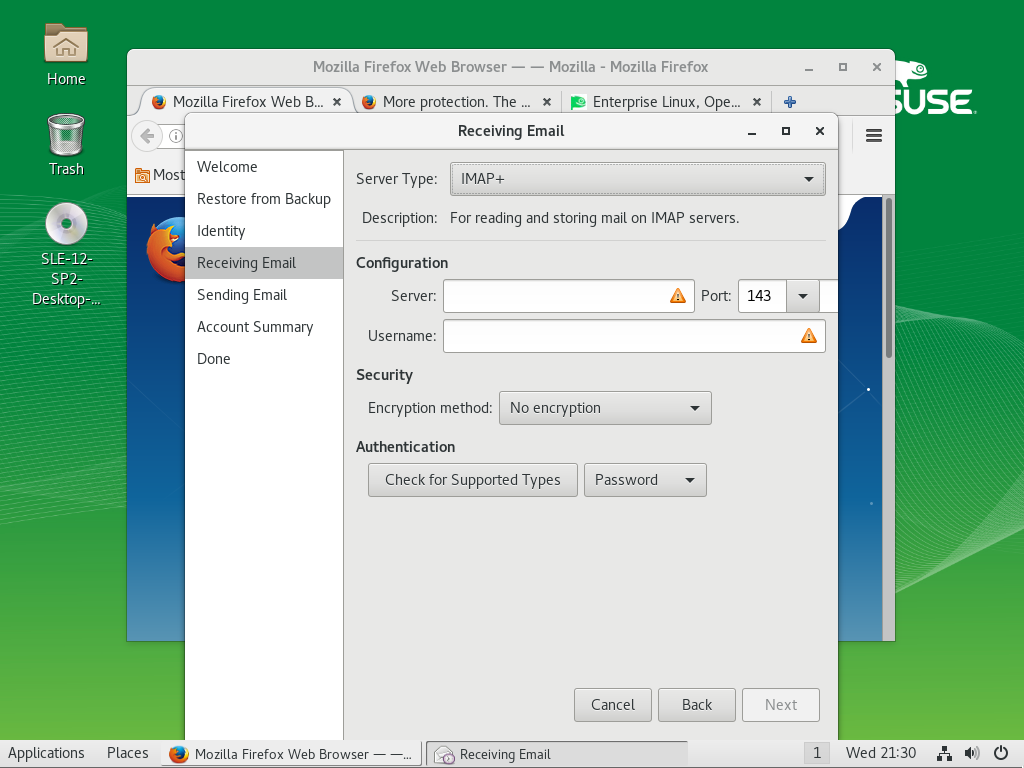 Home
Trash
SLE-12-
SP2-
Desktop-...
SUSE
Mozilla Firefox Web Browser — — Mozilla - Mozilla Firefox
Mozilla Firefox Web B...
More protection. The ...
Enterprise Linux, Ope...
Most
Receiving Email
Welcome
Restore from Backup
Identity
Receiving Email
Sending Email
Account Summary
Done
Server Type: IMAP+
Description: For reading and storing mail on IMAP servers.
Configuration
Server: Port: 143
Username:
Security
Encryption method: No encryption
Authentication
Check for Supported Types Password
Cancel Back Next
Applications Places Mozilla Firefox Web Browser — —... Receiving Email 1 Wed 21:30